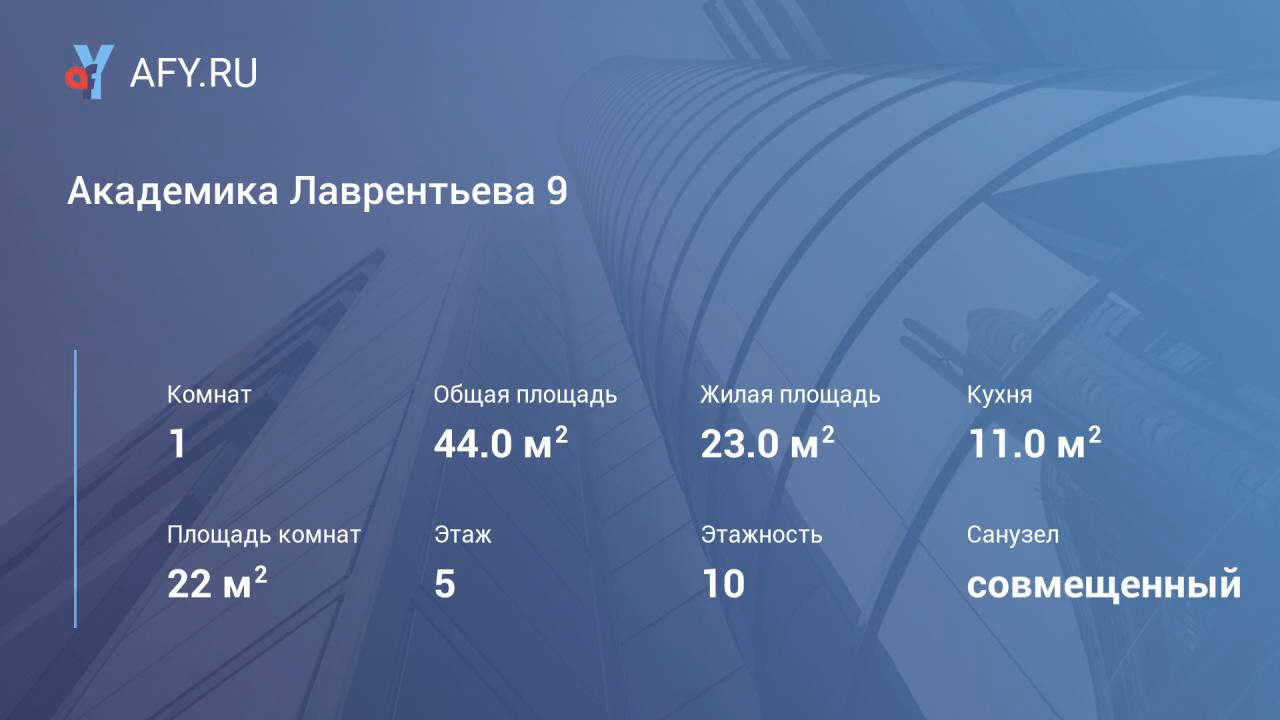 AFY.RU
Академика Лаврентьева 9
Комнат
1
Общая площадь
44.0 м²
Жилая площадь
23.0 м²
Кухня
11.0 м²
Площадь комнат
22 м²
Этаж
5
Этажность
10
Санузел
совмещенный